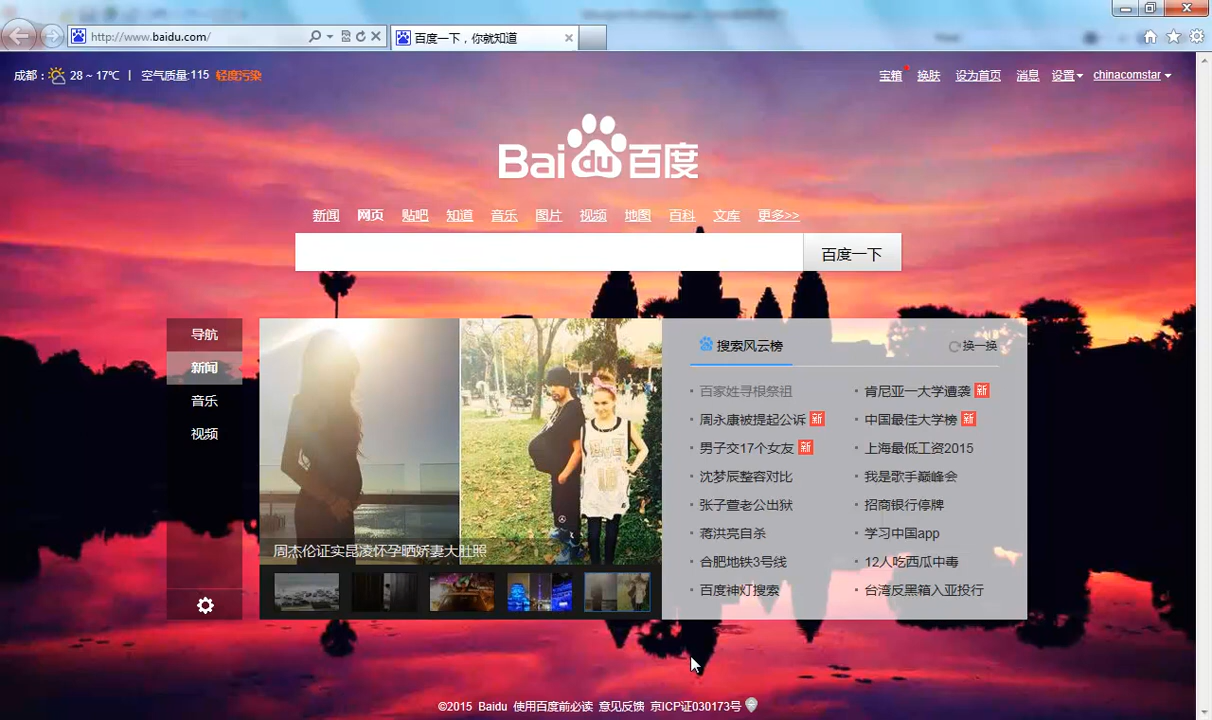 http://www.baidu.com/
百度一下，你就知道
成都： 28 ~ 17℃ | 空气质量:115 轻度污染
宝箱 换肤 设为首页 消息 设置 chinacomstar
Bai du 百度
新闻 网页 贴吧 知道 音乐 图片 视频 地图 百科 文库 更多>>
百度一下
导航
新闻
音乐
视频
周杰伦证实昆凌怀孕晒娇妻大肚照
搜索风云榜 换一换
百家姓寻根祭祖 肯尼亚一大学遭袭 新
周永康被提起公诉 新 中国最佳大学榜 新
男子交17个女友 新 上海最低工资2015
沈梦辰整容对比 我是歌手巅峰会
张子萱老公出狱 招商银行停牌
蒋洪亮自杀 学习中国app
合肥地铁3号线 12人吃西瓜中毒
百度神灯搜索 台湾反黑箱入亚投行
©2015 Baidu 使用百度前必读 意见反馈 京ICP证030173号